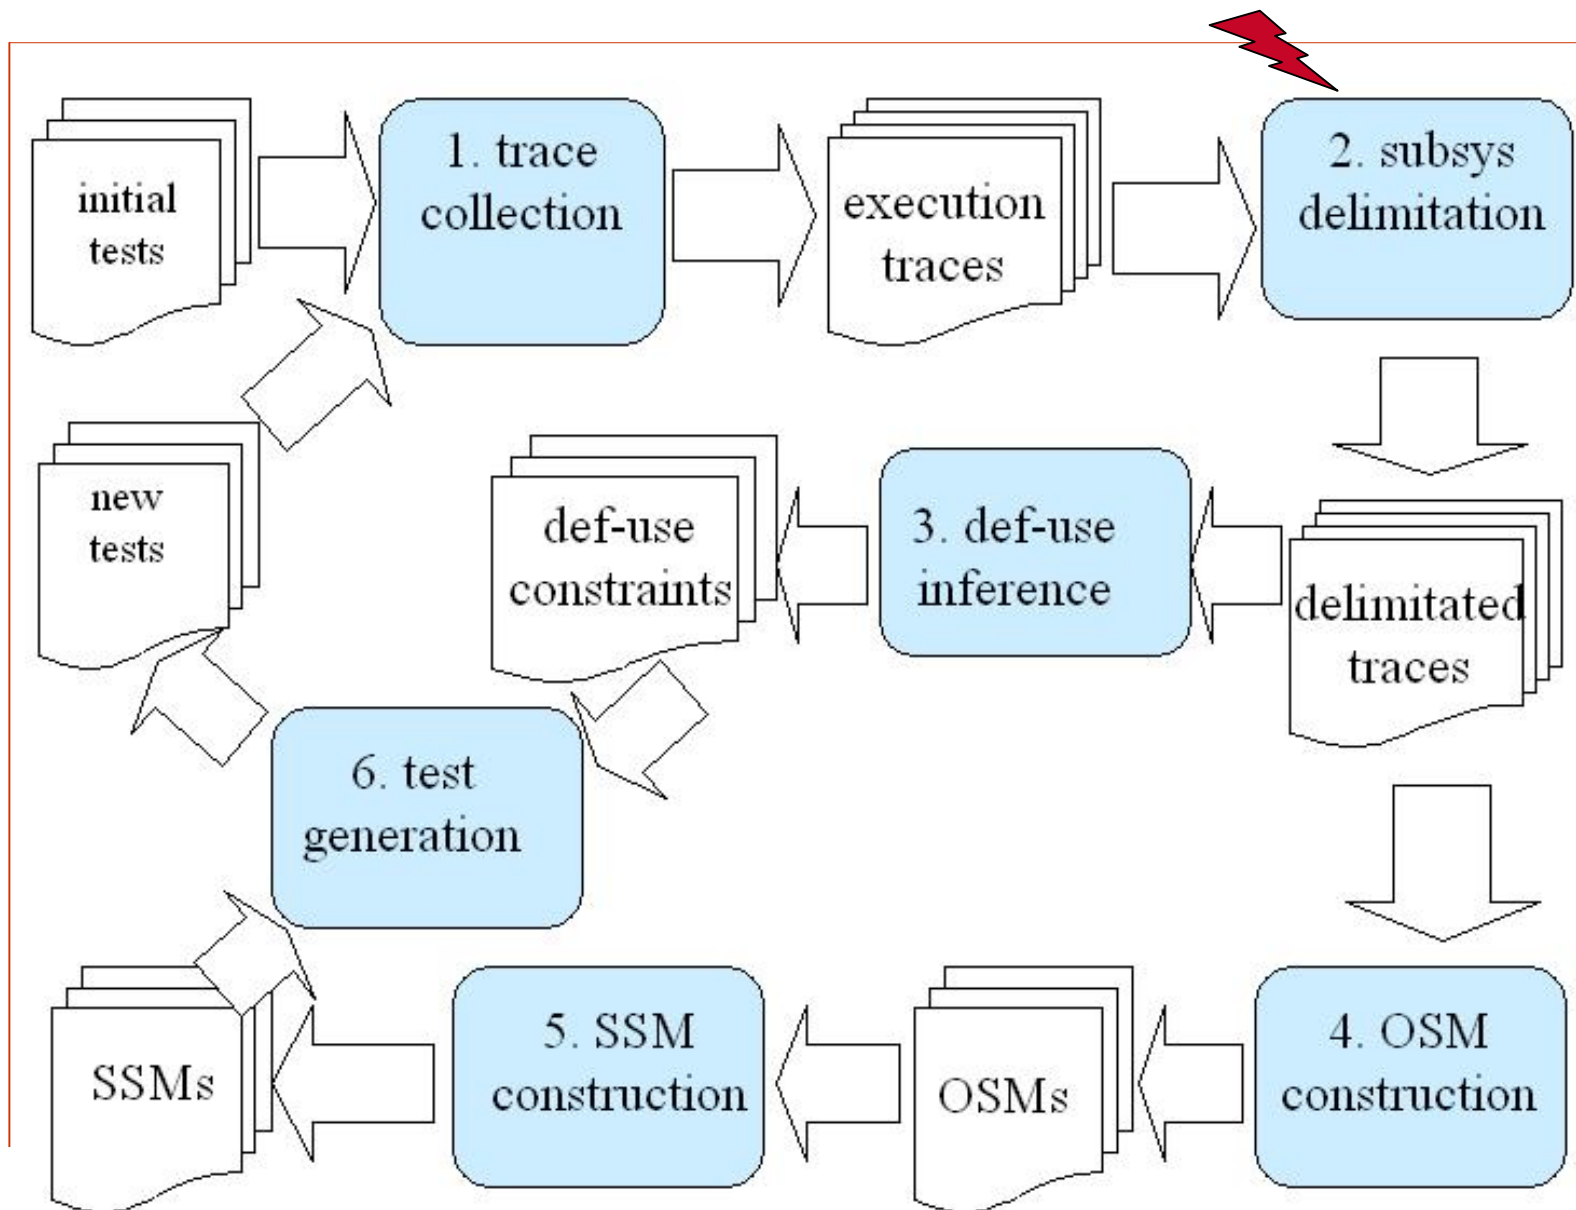 initial
tests
1. trace
collection
execution
traces
2. subsys
delimitation
new
tests
def-use
constraints
3. def-use
inference
delimitated
traces
6. test
generation
SSMs
5. SSM
construction
OSMs
4. OSM
construction